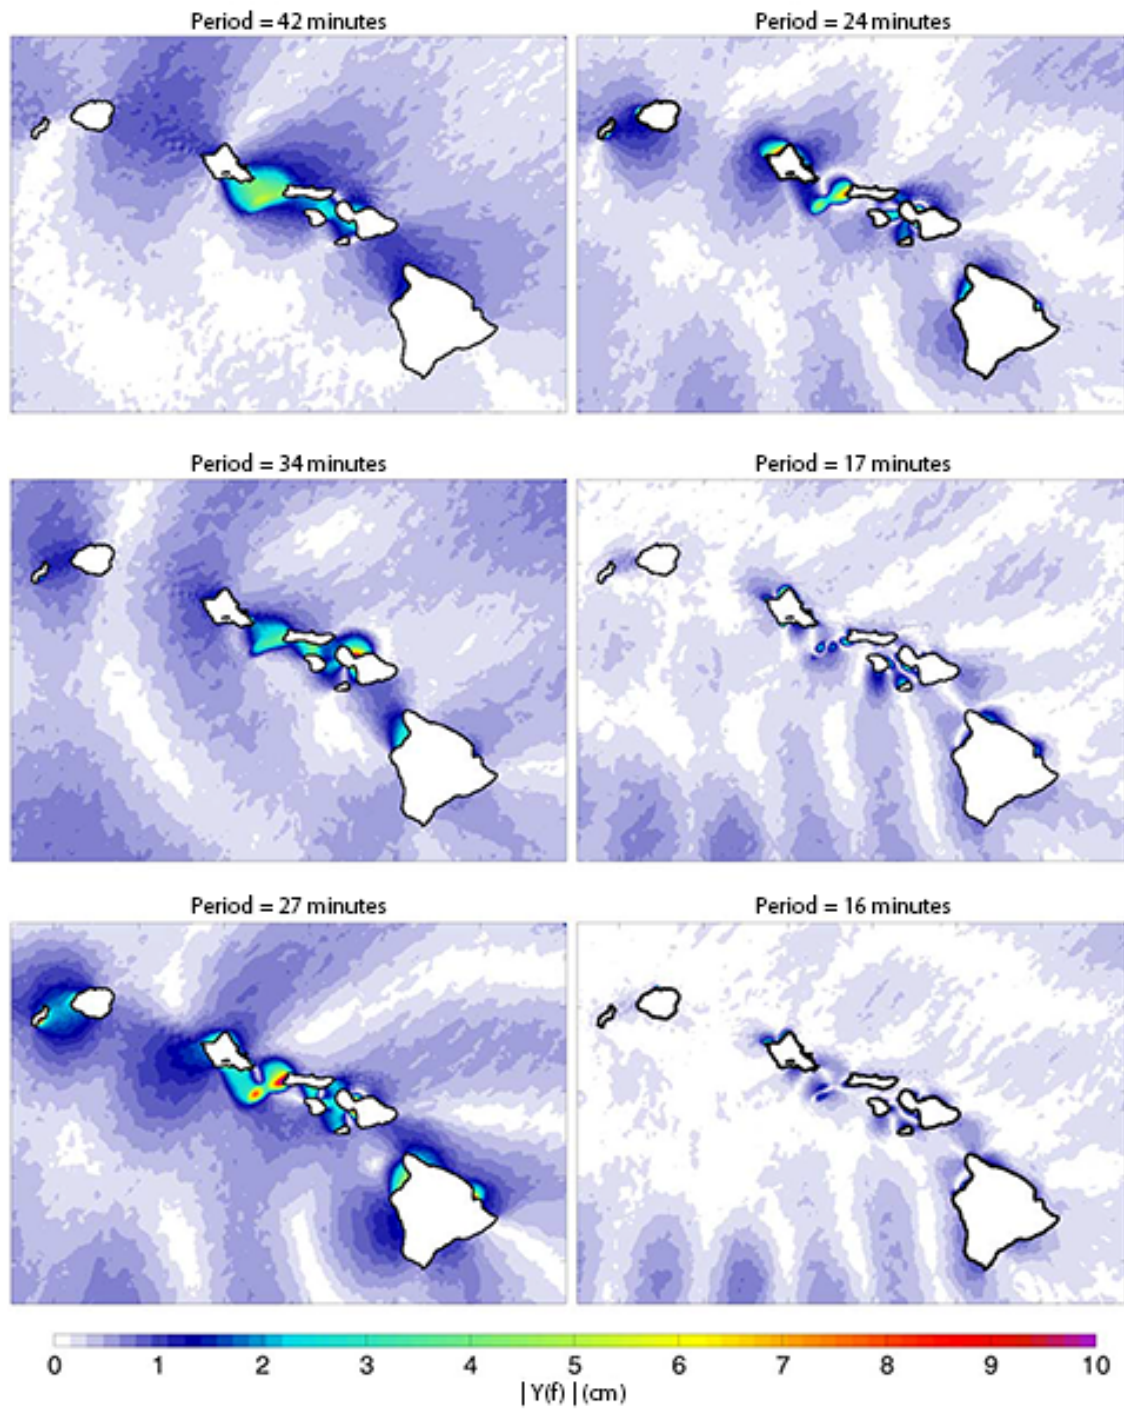 Period = 42 minutes
Period = 24 minutes
Period = 34 minutes
Period = 17 minutes
Period = 27 minutes
Period = 16 minutes
0 1 2 3 4 5 6 7 8 9 10
| Y(f) | (cm)